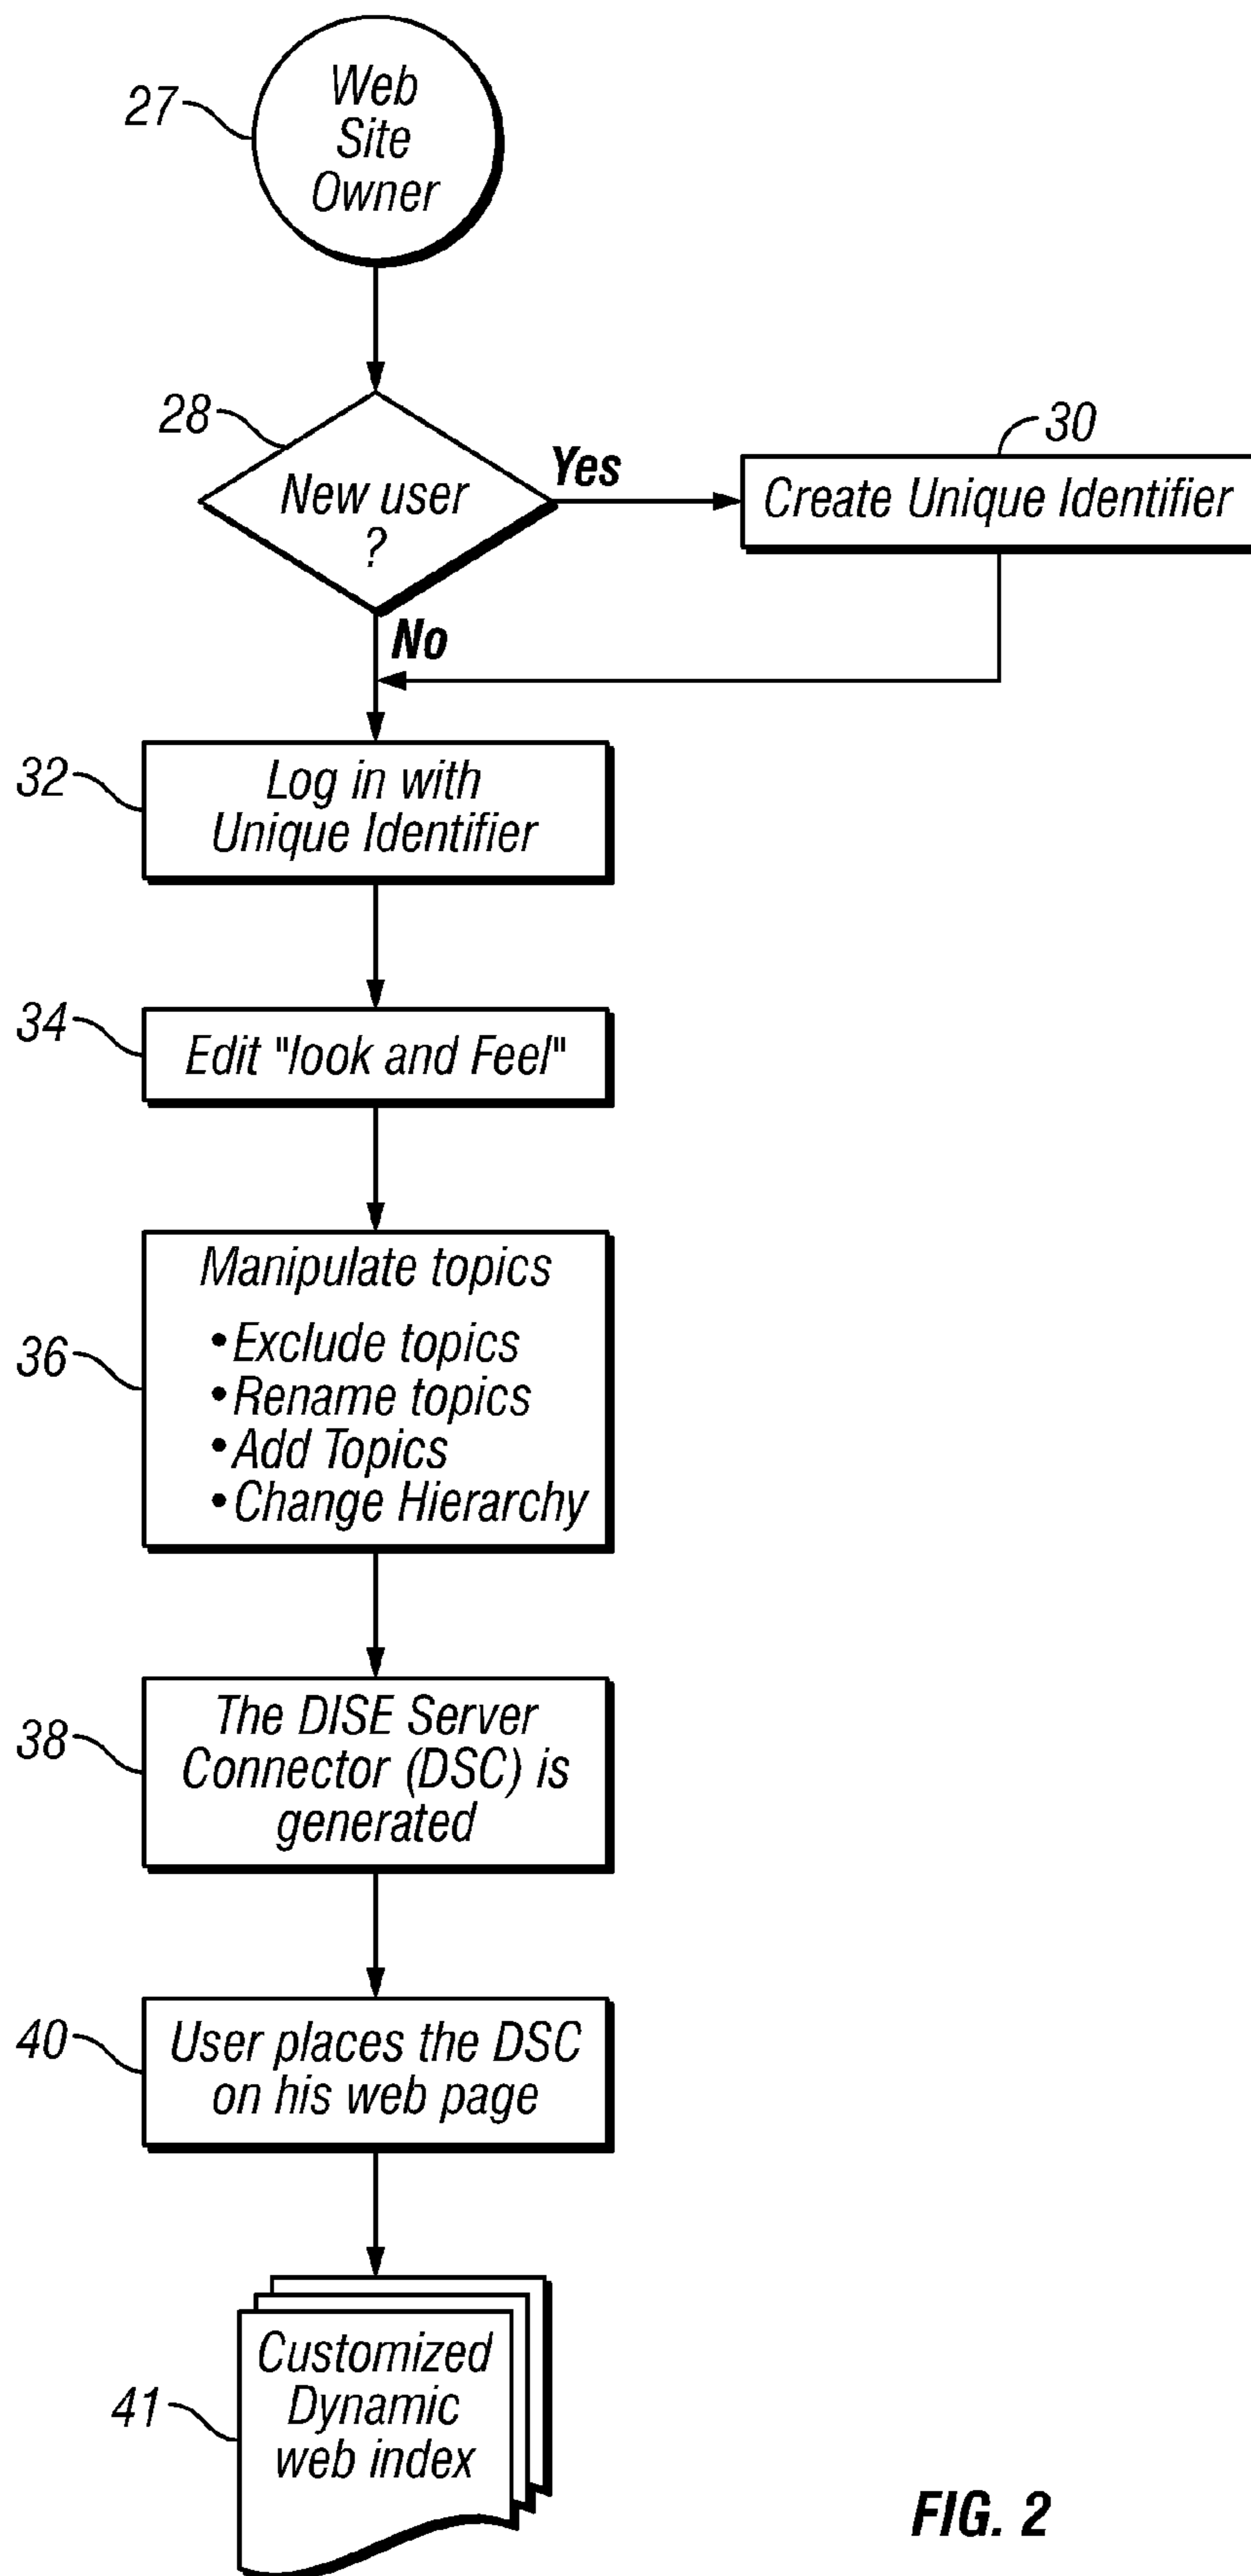 27
Web
Site
Owner
28
New user
?
Yes
30
Create Unique Identifier
No
32
Log in with
Unique Identifier
34
Edit "look and Feel"
36
Manipulate topics
•Exclude topics
•Rename topics
•Add Topics
•Change Hierarchy
38
The DISE Server
Connector (DSC) is
generated
40
User places the DSC
on his web page
41
Customized
Dynamic
web index
FIG. 2